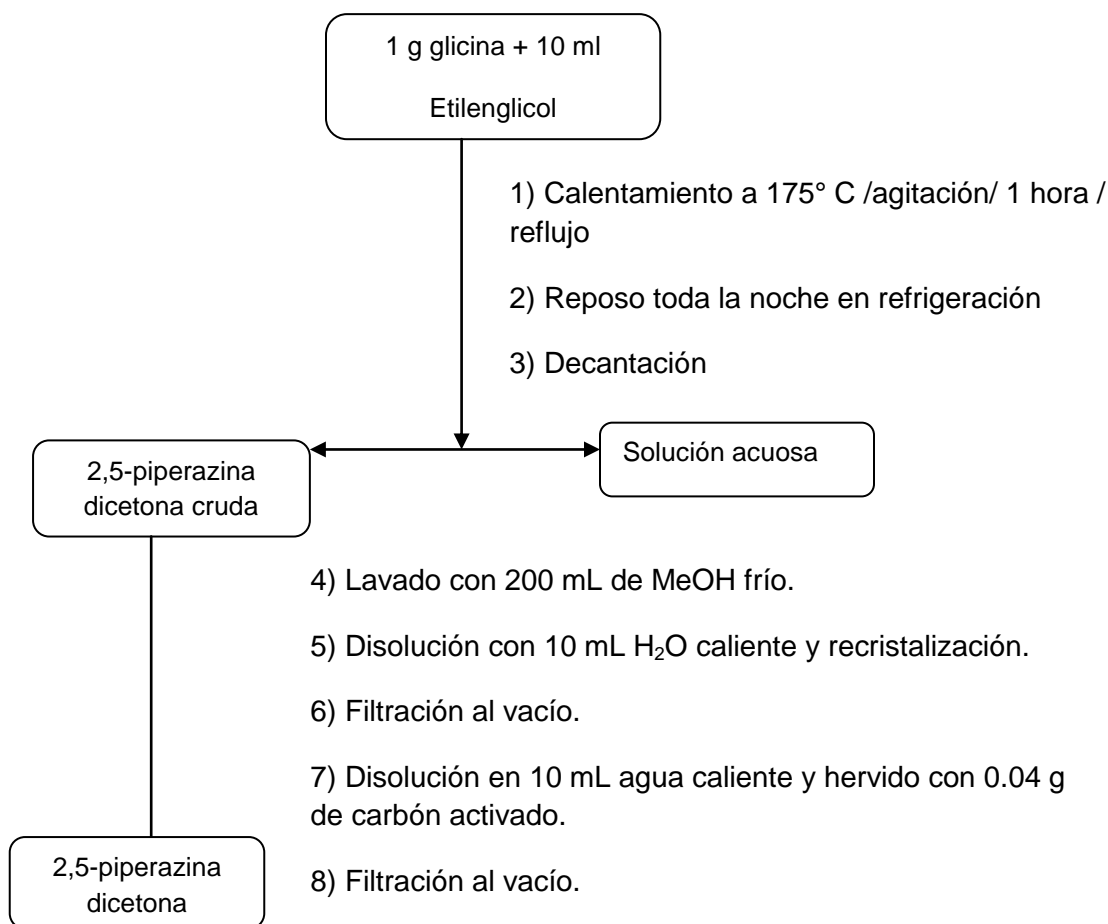 1 g glicina + 10 ml
Etilenglicol
1) Calentamiento a 175° C /agitación/ 1 hora /
reflujo
2) Reposo toda la noche en refrigeración
3) Decantación
2,5-piperazina
dicetona cruda
Solución acuosa
4) Lavado con 200 mL de MeOH frío.
5) Disolución con 10 mL H₂O caliente y recristalización.
6) Filtración al vacío.
7) Disolución en 10 mL agua caliente y hervido con 0.04 g
de carbón activado.
8) Filtración al vacío.
2,5-piperazina
dicetona